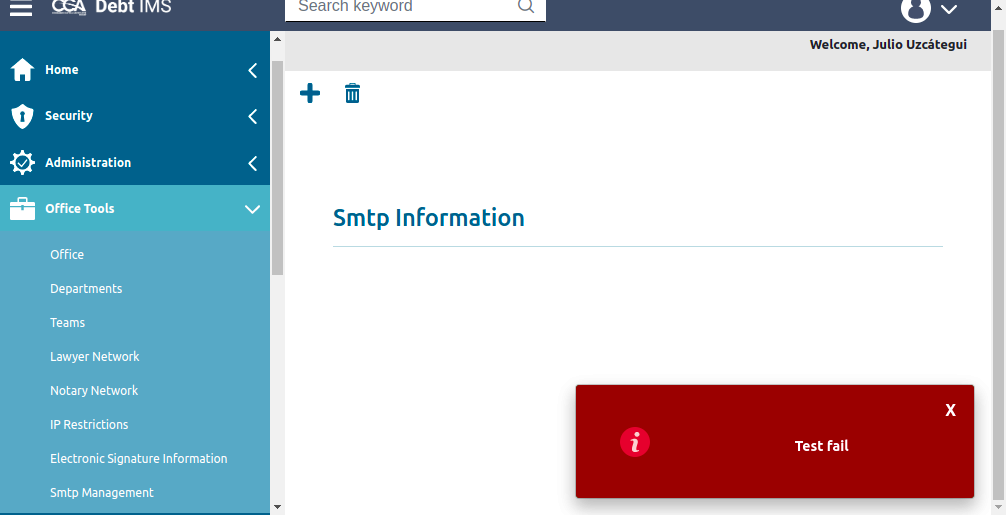 CCA Debt IMS
Search keyword
Welcome, Julio Uzcátegui
Home
Security
Administration
Office Tools
Office
Departments
Teams
Lawyer Network
Notary Network
IP Restrictions
Electronic Signature Information
Smtp Management
Smtp Information
X
i
Test fail